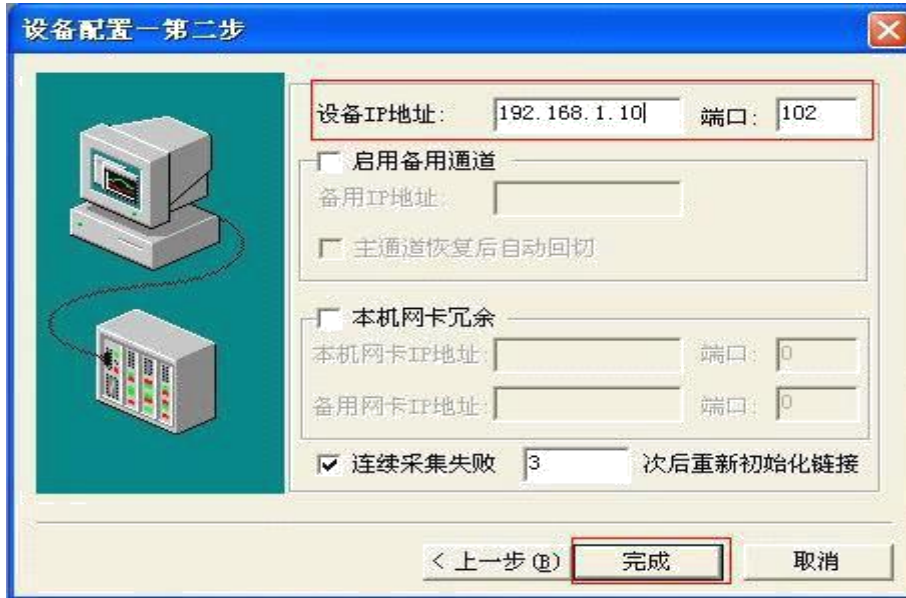 设备配置—第二步
设备IP地址: 192.168.1.10 端口: 102
启用备用通道
备用IP地址:
主通道恢复后自动回切
本机网卡冗余
本机网卡IP地址: 端口: 0
备用网卡IP地址: 端口: 0
连续采集失败 3 次后重新初始化链接
< 上一步(B) 完成 取消